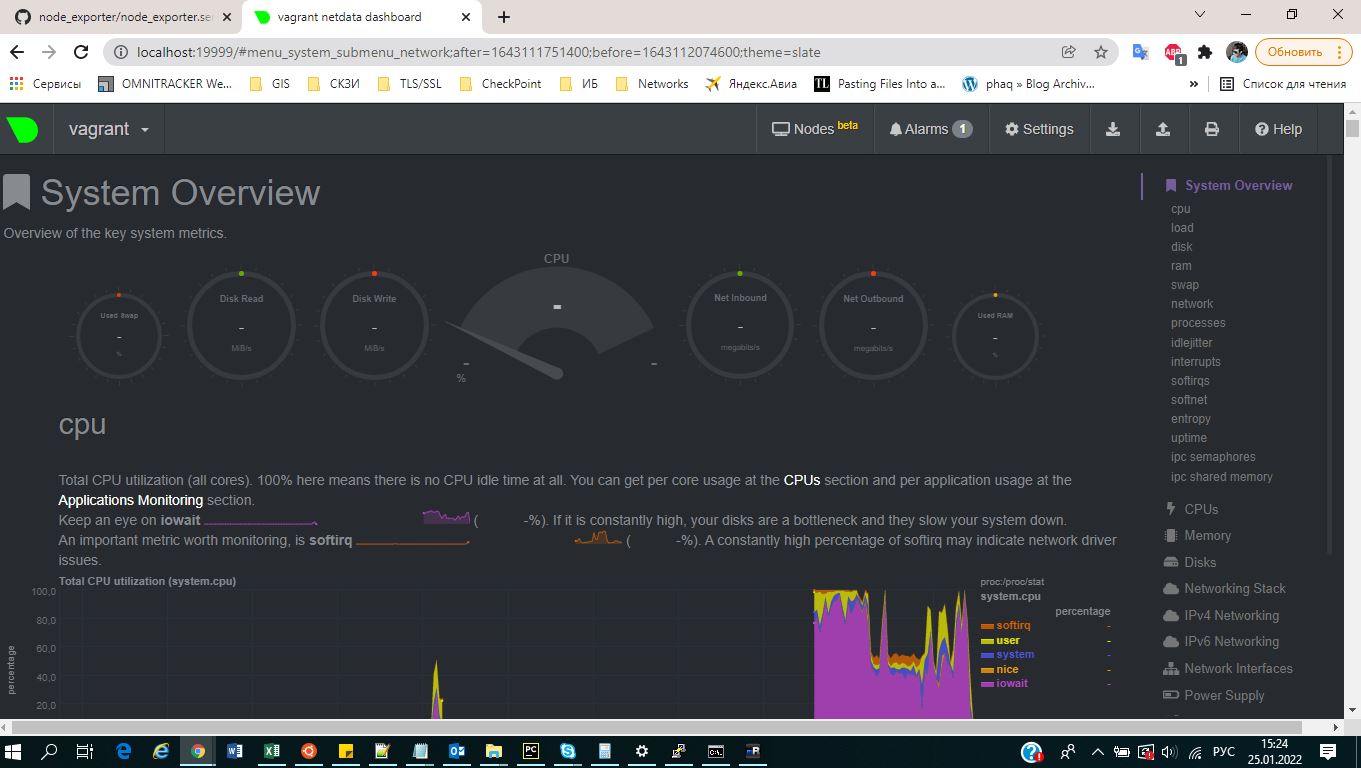 node_exporter/node_exporter.ser
vagrant netdata dashboard
localhost:19999/#menu_system_submenu_network;after=1643111751400;before=1643112074600;theme=slate
ABP
1
Обновить
Сервисы
OMNITRACKER We...
GIS
СКЗИ
TLS/SSL
CheckPoint
ИБ
Networks
Яндекс.Авиа
TL
Pasting Files Into a...
phaq » Blog Archiv...
»
Список для чтения
vagrant
Nodes beta
Alarms 1
Settings
Help
System Overview
Overview of the key system metrics.
Used Swap
-
%
Disk Read
-
MiB/s
Disk Write
-
MiB/s
CPU
-
-
-
%
Net Inbound
-
megabits/s
Net Outbound
-
megabits/s
Used RAM
-
%
cpu
Total CPU utilization (all cores). 100% here means there is no CPU idle time at all. You can get per core usage at the CPUs section and per application usage at the
Applications Monitoring section.
Keep an eye on iowait ( -%). If it is constantly high, your disks are a bottleneck and they slow your system down.
An important metric worth monitoring, is softirq ( -%). A constantly high percentage of softirq may indicate network driver
issues.
Total CPU utilization (system.cpu)
percentage
100,0
80,0
60,0
40,0
20,0
proc:/proc/stat
system.cpu
percentage
softirq -
user -
system -
nice -
iowait -
System Overview
cpu
load
disk
ram
swap
network
processes
idlejitter
interrupts
softirqs
softnet
entropy
uptime
ipc semaphores
ipc shared memory
CPUs
Memory
Disks
Networking Stack
IPv4 Networking
IPv6 Networking
Network Interfaces
Power Supply
РУС
15:24
25.01.2022